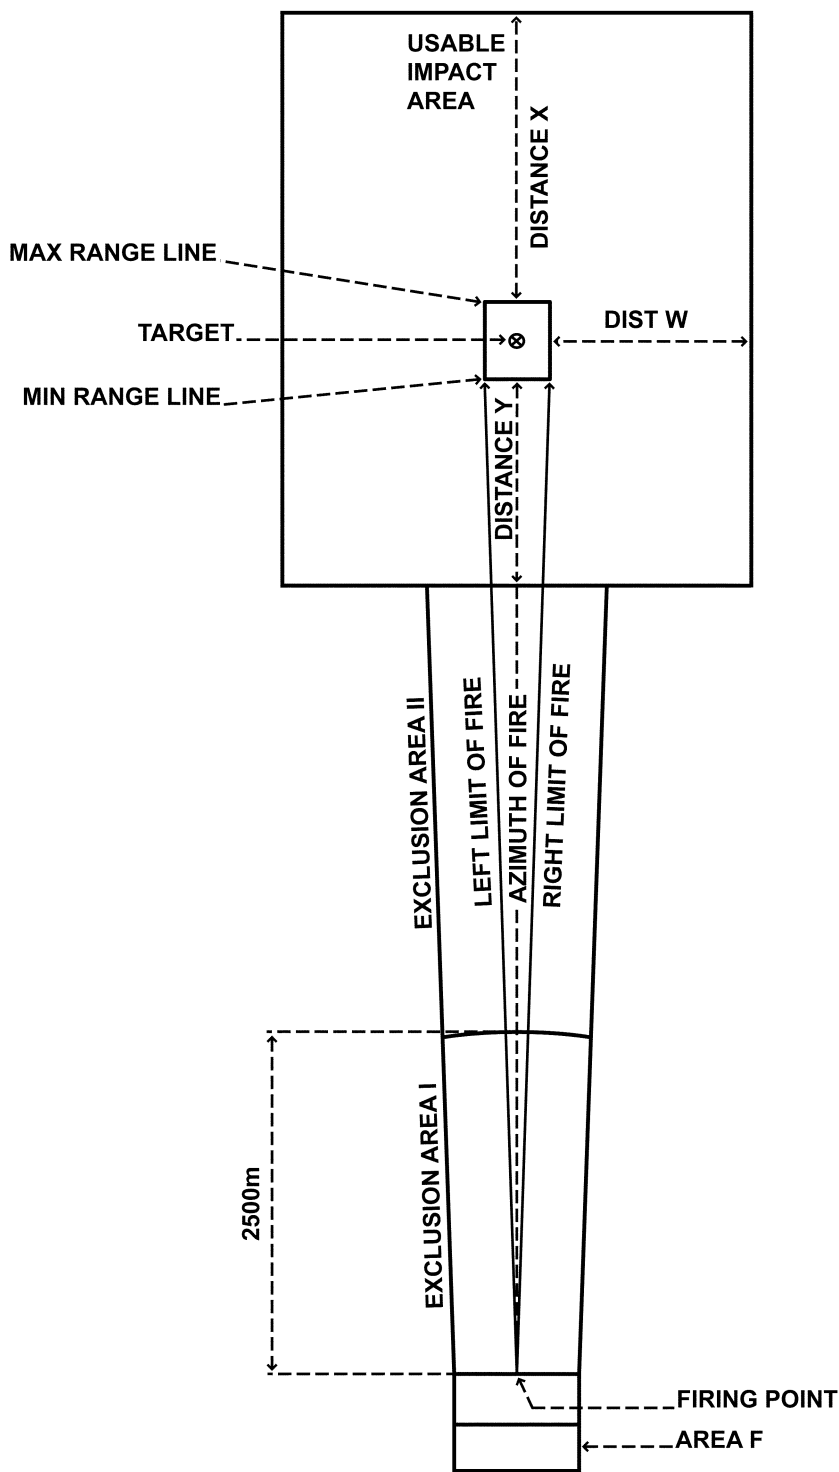 USABLE
IMPACT
AREA
DISTANCE X
MAX RANGE LINE
DIST W
TARGET
MIN RANGE LINE
DISTANCE Y
EXCLUSION AREA II
LEFT LIMIT OF FIRE
AZIMUTH OF FIRE
RIGHT LIMIT OF FIRE
2500m
EXCLUSION AREA I
FIRING POINT
AREA F